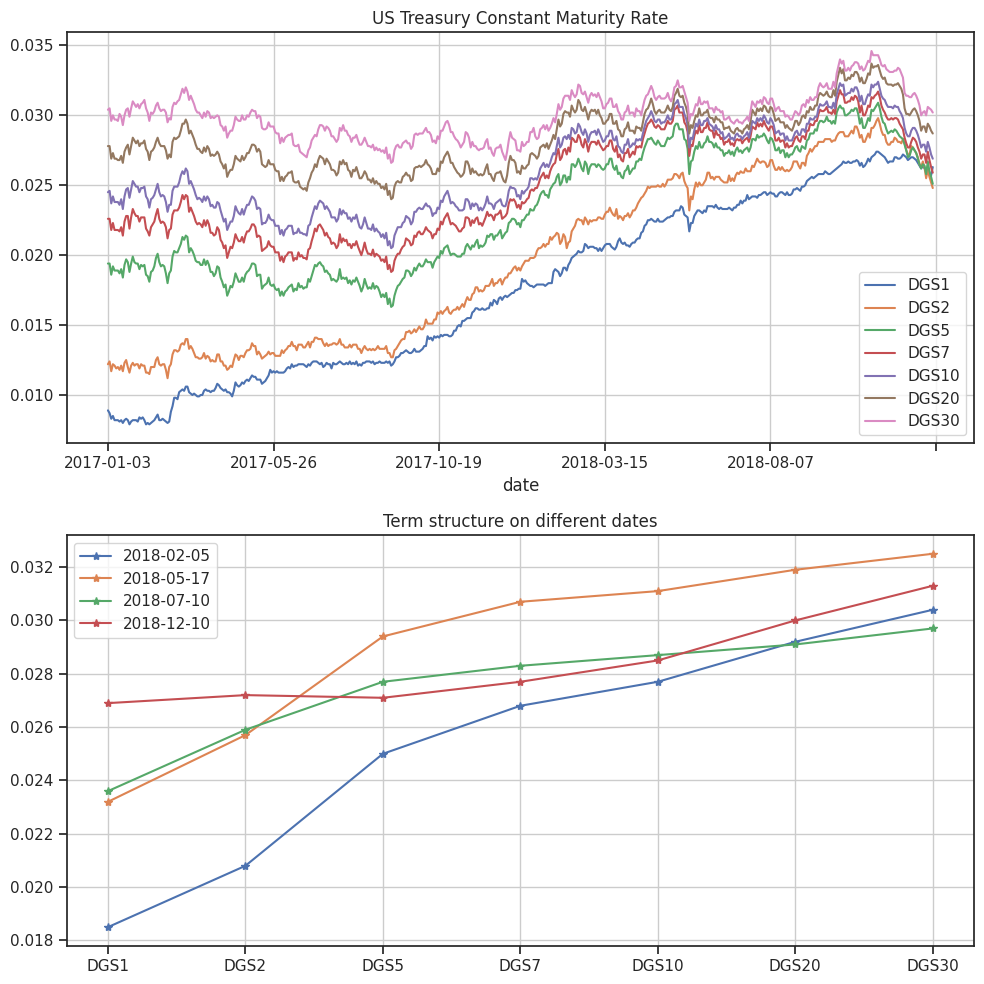 US Treasury Constant Maturity Rate
0.035
0.030
0.025
0.020
0.015
0.010
DGS1
DGS2
DGS5
DGS7
DGS10
DGS20
DGS30
2017-01-03 2017-05-26 2017-10-19 2018-03-15 2018-08-07
date
Term structure on different dates
2018-02-05
2018-05-17
2018-07-10
2018-12-10
0.032
0.030
0.028
0.026
0.024
0.022
0.020
0.018
DGS1 DGS2 DGS5 DGS7 DGS10 DGS20 DGS30